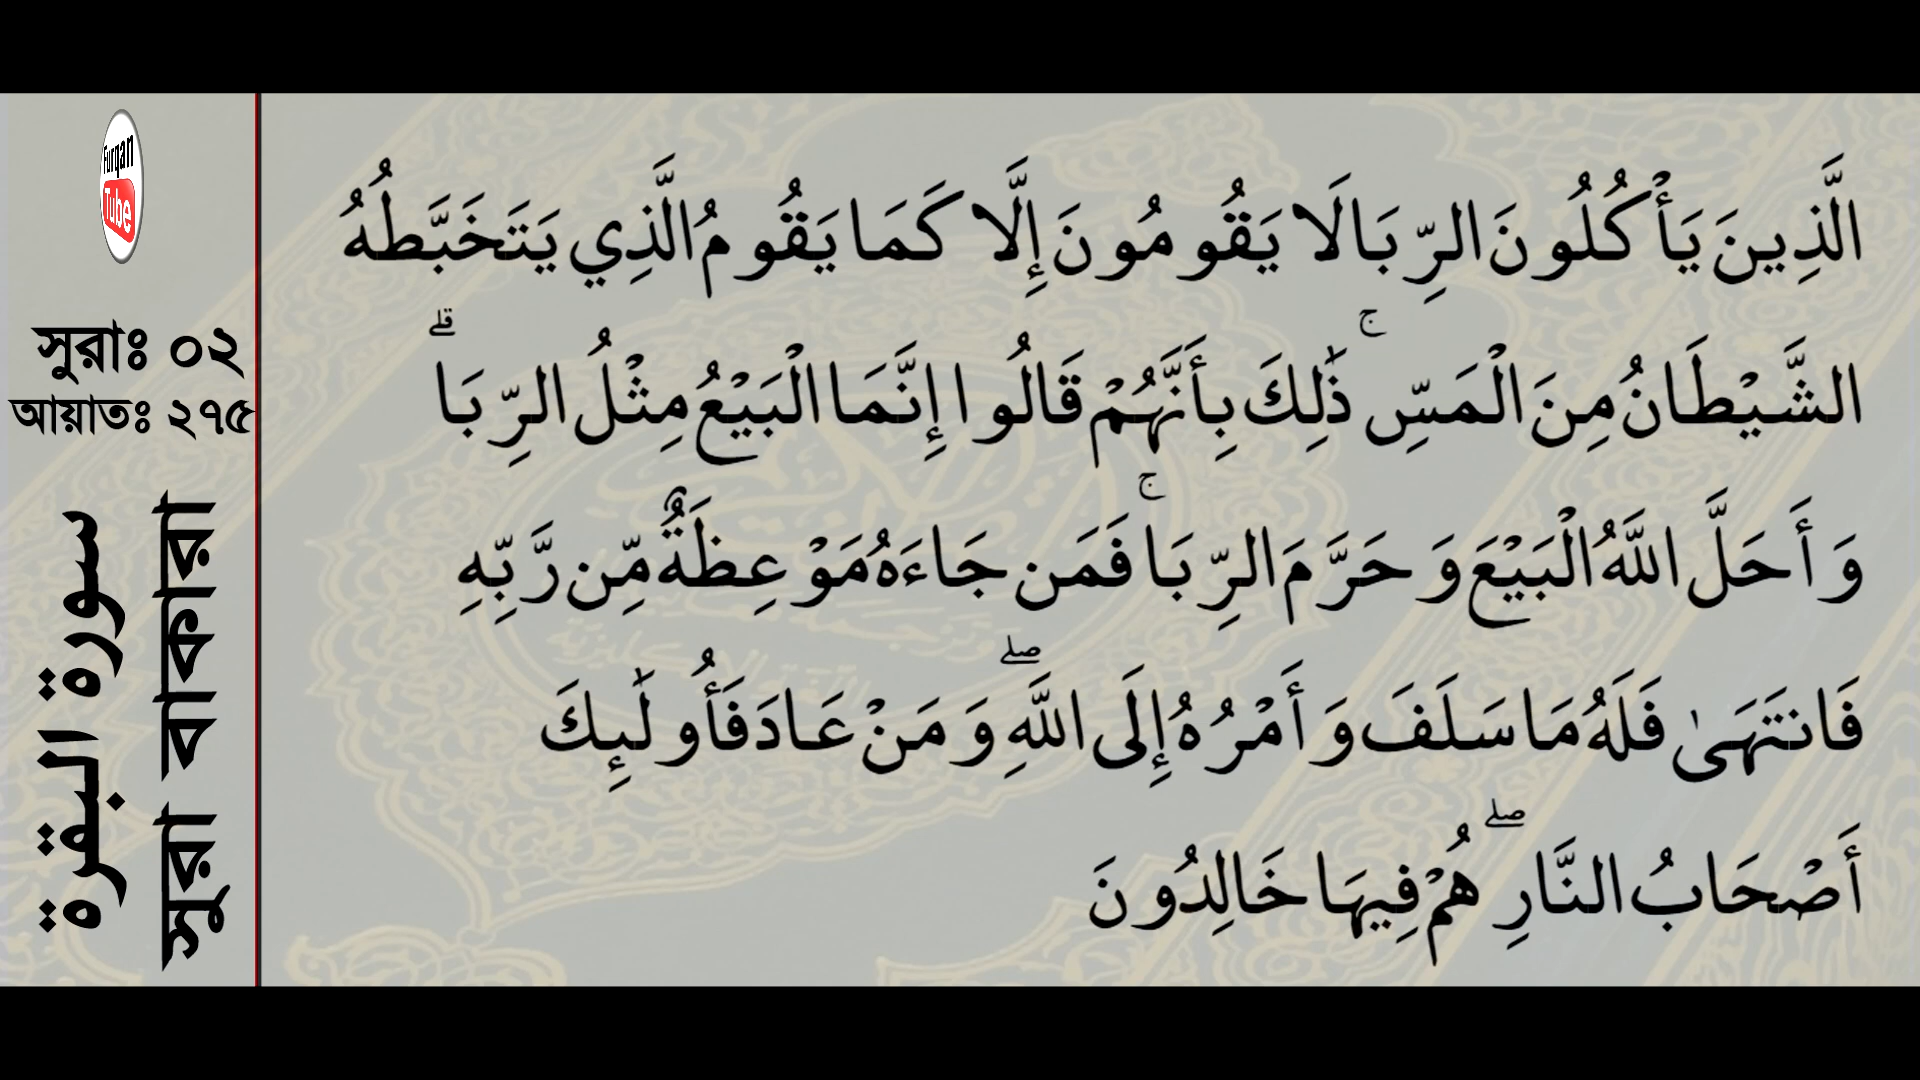 Furqan
Tube
সুরাঃ ০২
আয়াতঃ ২৭৫
سورة البقرة
সুরা বাকারা
الَّذِينَ يَأْكُلُونَ الرِّبَا لَا يَقُومُونَ إِلَّا كَمَا يَقُومُ الَّذِي يَتَخَبَّطُهُ
الشَّيْطَانُ مِنَ الْمَسِّ ۚ ذَٰلِكَ بِأَنَّهُمْ قَالُوا إِنَّمَا الْبَيْعُ مِثْلُ الرِّبَا ۗ
وَأَحَلَّ اللَّهُ الْبَيْعَ وَحَرَّمَ الرِّبَا ۚ فَمَن جَاءَهُ مَوْعِظَةٌ مِّن رَّبِّهِ
فَانتَهَىٰ فَلَهُ مَا سَلَفَ وَأَمْرُهُ إِلَى اللَّهِ ۖ وَمَنْ عَادَ فَأُولَٰئِكَ
أَصْحَابُ النَّارِ ۖ هُمْ فِيهَا خَالِدُونَ